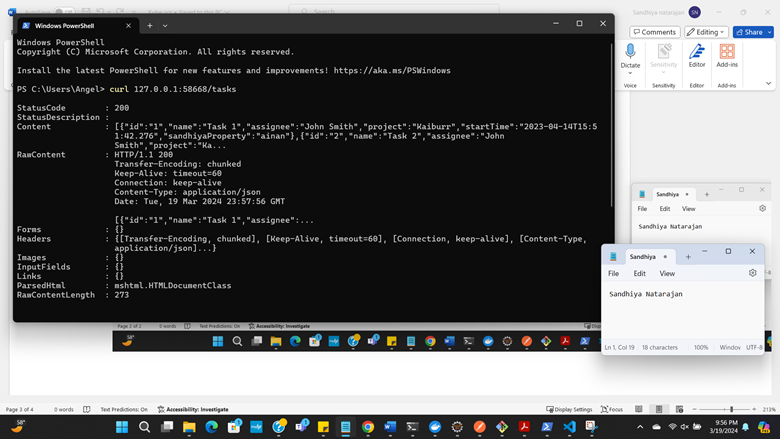 Sandhiya natarajan SN
Comments
Editing
Share
Dictate
Sensitivity
Editor
Add-ins
Voice
Sensitivity
Editor
Add-ins
Windows PowerShell
Windows PowerShell
Copyright (C) Microsoft Corporation. All rights reserved.
Install the latest PowerShell for new features and improvements! https://aka.ms/PSWindows
PS C:\Users\Angel> curl 127.0.0.1:58668/tasks
StatusCode : 200
StatusDescription :
Content : [{"id":"1","name":"Task 1","assignee":"John Smith","project":"Kaiburr","startTime":"2023-04-14T15:5
1:42.276","sandhiyaProperty":"ainan"},{"id":"2","name":"Task 2","assignee":"John
Smith","project":"Ka...
RawContent : HTTP/1.1 200
Transfer-Encoding: chunked
Keep-Alive: timeout=60
Connection: keep-alive
Content-Type: application/json
Date: Tue, 19 Mar 2024 23:57:56 GMT
[{"id":"1","name":"Task 1","assignee":...
Forms : {}
Headers : {[Transfer-Encoding, chunked], [Keep-Alive, timeout=60], [Connection, keep-alive], [Content-Type,
application/json]...}
Images : {}
InputFields : {}
Links : {}
ParsedHtml : mshtml.HTMLDocumentClass
RawContentLength : 273
Sandhiya
File Edit View
Sandhiya Natarajan
Sandhiya
File Edit View
Sandhiya Natarajan
Ln 1, Col 19 18 characters 100% Window UTF-8
Page 2 of 2 0 words Text Predictions: On Accessibility: Investigate
58°
Page 3 of 4 0 words Text Predictions: On Accessibility: Investigate Display Settings Focus 213%
58°
9:56 PM
3/19/2024